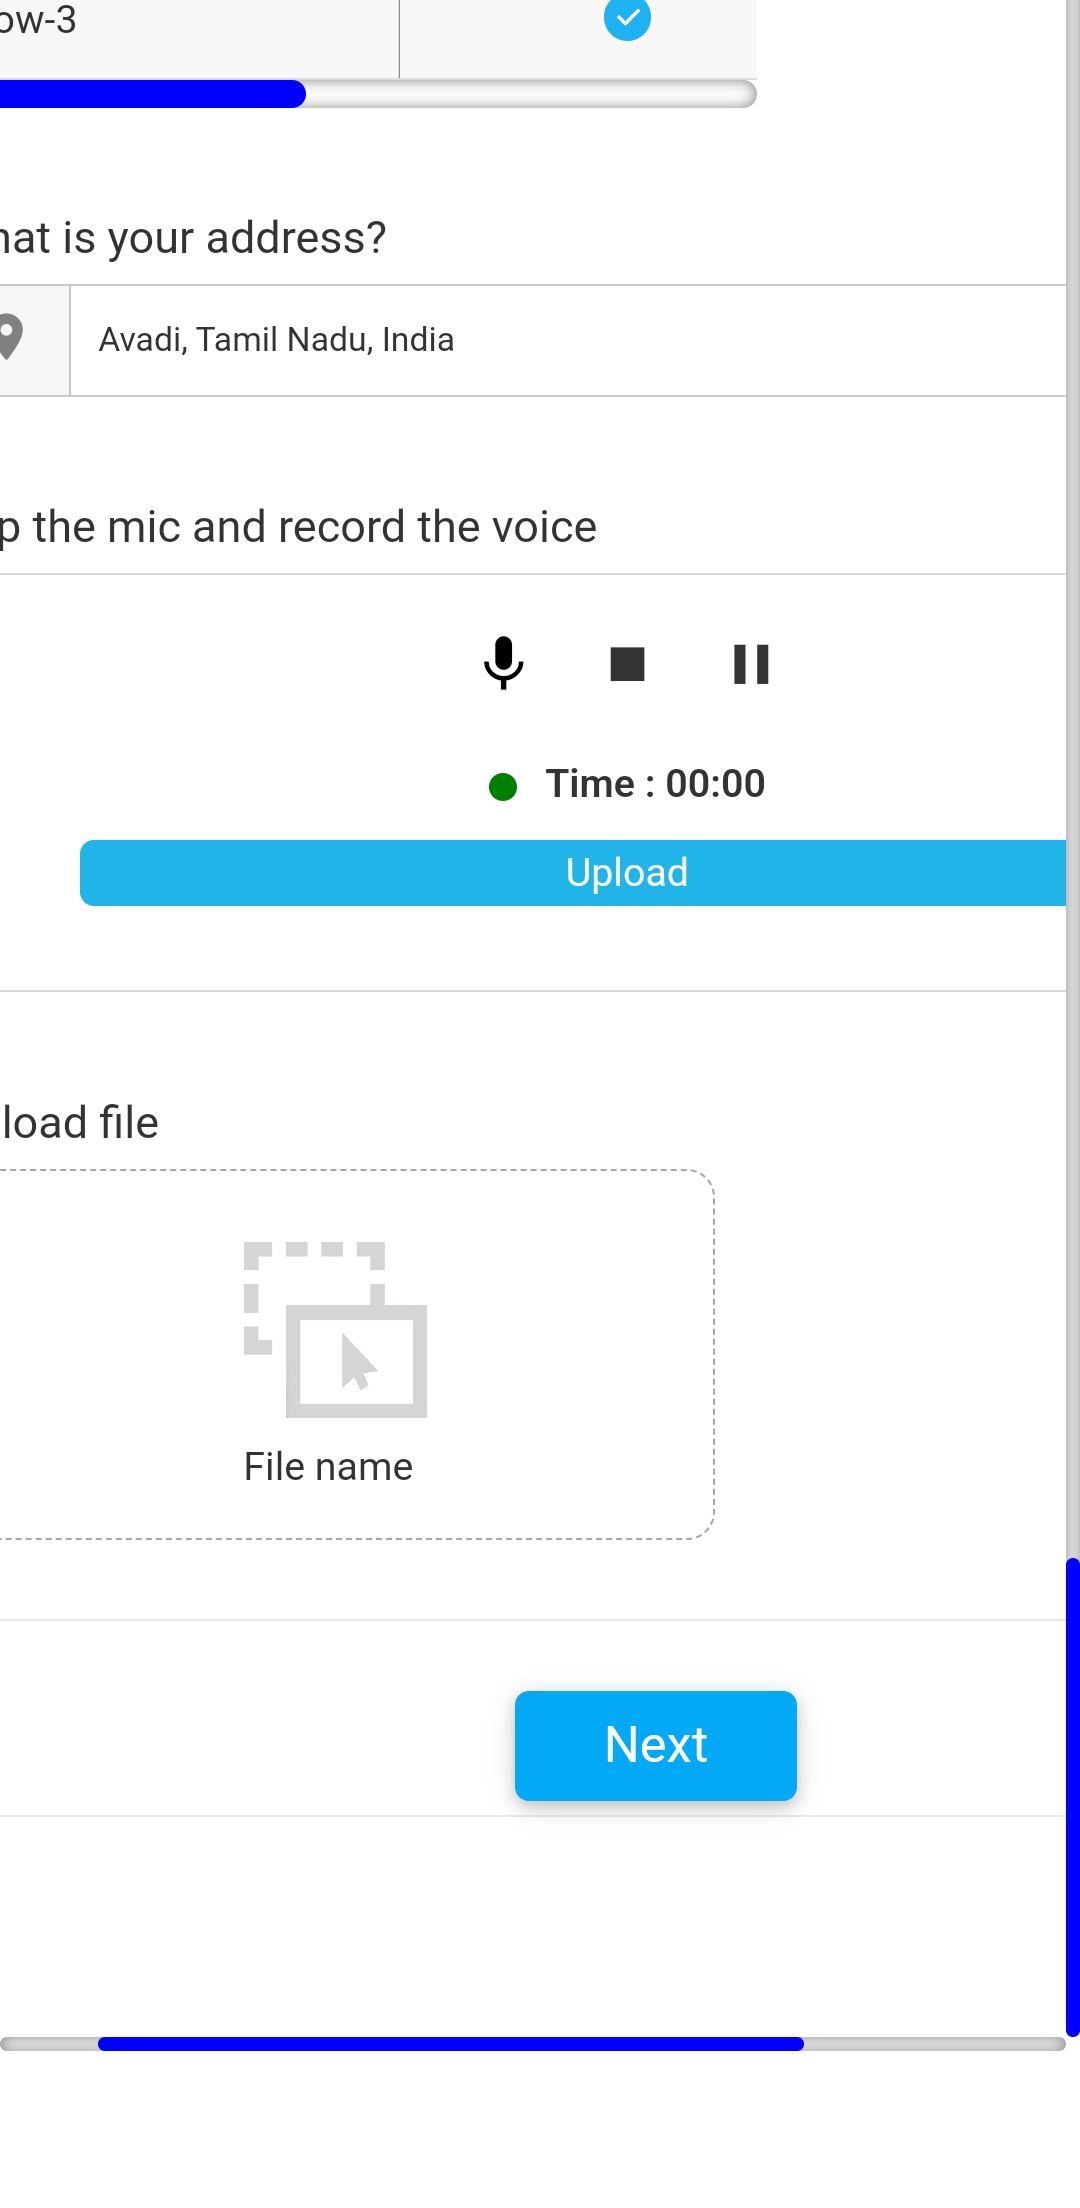 ow-3
hat is your address?
Avadi, Tamil Nadu, India
p the mic and record the voice
Time : 00:00
Upload
load file
File name
Next